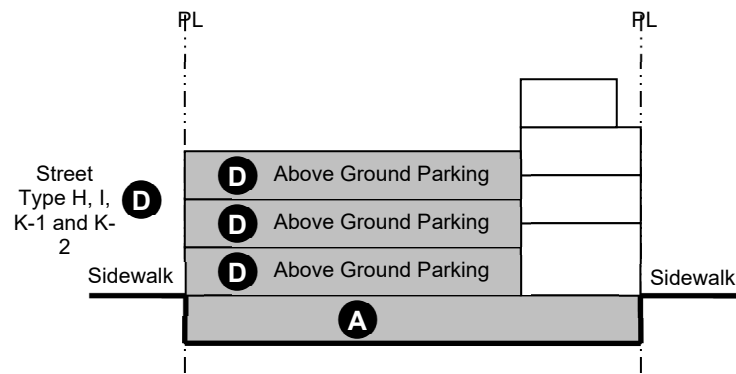 PL
PL
Street
Type H, I,
K-1 and K-
2
D
D Above Ground Parking
D Above Ground Parking
D Above Ground Parking
Sidewalk
Sidewalk
A